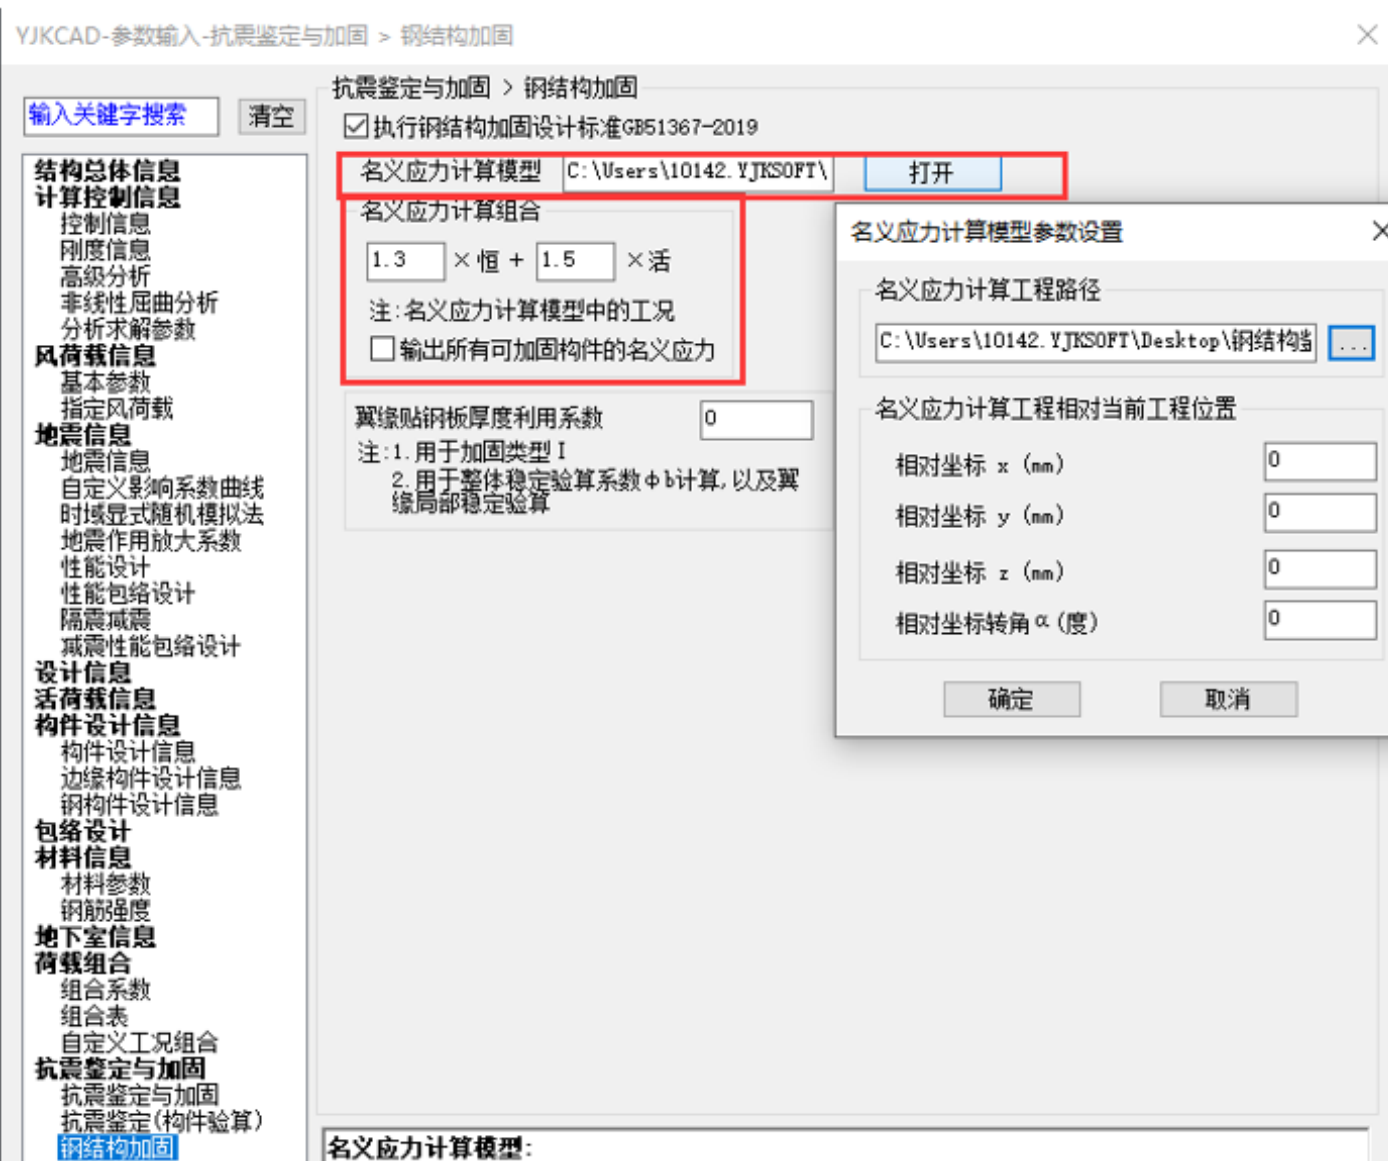 YJKCAD-参数输入-抗震鉴定与加固 > 钢结构加固
输入关键字搜索
清空
结构总体信息
计算控制信息
控制信息
刚度信息
高级分析
非线性屈曲分析
分析求解参数
风荷载信息
基本参数
指定风荷载
地震信息
地震信息
自定义影响系数曲线
时域显式随机模拟法
地震作用放大系数
性能设计
性能包络设计
隔震减震
减震性能包络设计
设计信息
活荷载信息
构件设计信息
构件设计信息
边缘构件设计信息
钢构件设计信息
包络设计
材料信息
材料参数
钢筋强度
地下室信息
荷载组合
组合系数
组合表
自定义工况组合
抗震鉴定与加固
抗震鉴定与加固
抗震鉴定(构件验算)
钢结构加固
抗震鉴定与加固 > 钢结构加固
执行钢结构加固设计标准GB51367-2019
名义应力计算模型 C:\Users\10142.YJKSOFT\ 打开
名义应力计算组合
1.3 ×恒 + 1.5 ×活
注:名义应力计算模型中的工况
输出所有可加固构件的名义应力
翼缘贴钢板厚度利用系数 0
注:1.用于加固类型I
2.用于整体稳定验算系数φb计算,以及翼
缘局部稳定验算
名义应力计算模型参数设置
名义应力计算工程路径
C:\Users\10142.YJKSOFT\Desktop\钢结构鉴 ...
名义应力计算工程相对当前工程位置
相对坐标 x (mm) 0
相对坐标 y (mm) 0
相对坐标 z (mm) 0
相对坐标转角α(度) 0
确定 取消
名义应力计算模型: